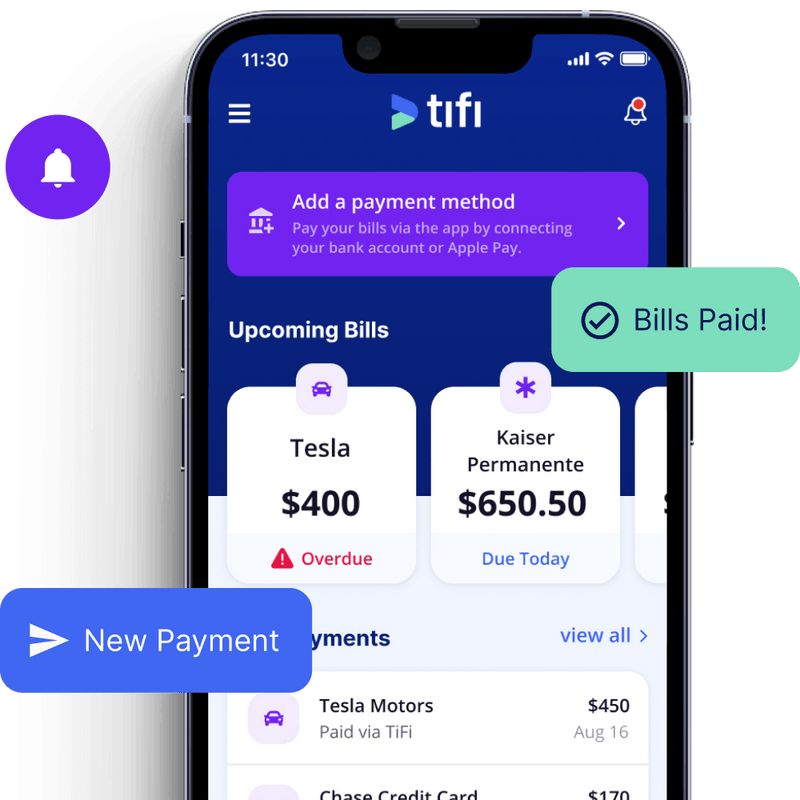 11:30
tifi
Add a payment method
Pay your bills via the app by connecting
your bank account or Apple Pay.
Bills Paid!
Upcoming Bills
Tesla
$400
Overdue
Kaiser
Permanente
$650.50
Due Today
New Payment
yments
view all
Tesla Motors
$450
Paid via TiFi
Aug 16
Chase Credit Card
$170